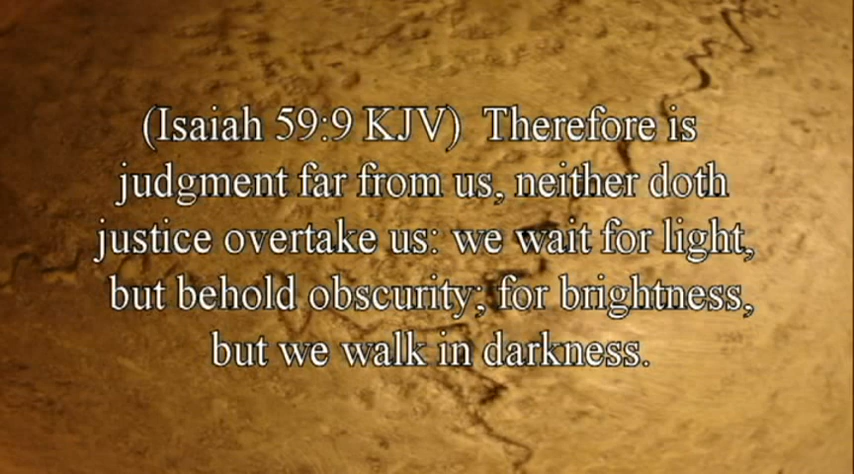 (Isaiah 59:9 KJV)  Therefore is
judgment far from us, neither doth
justice overtake us: we wait for light,
but behold obscurity; for brightness,
but we walk in darkness.